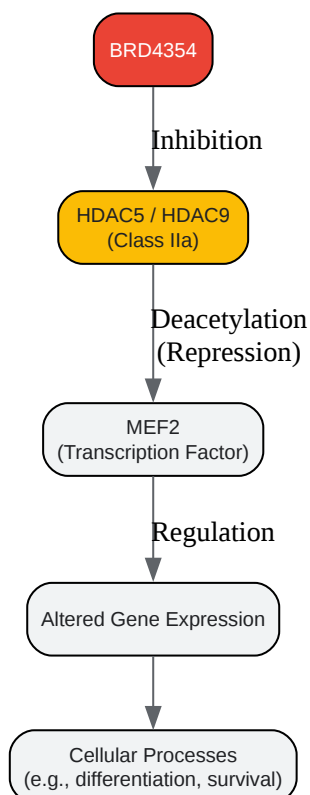 BRD4354
Inhibition
HDAC5 / HDAC9
(Class IIa)
Deacetylation
(Repression)
MEF2
(Transcription Factor)
Regulation
Altered Gene Expression
Cellular Processes
(e.g., differentiation, survival)